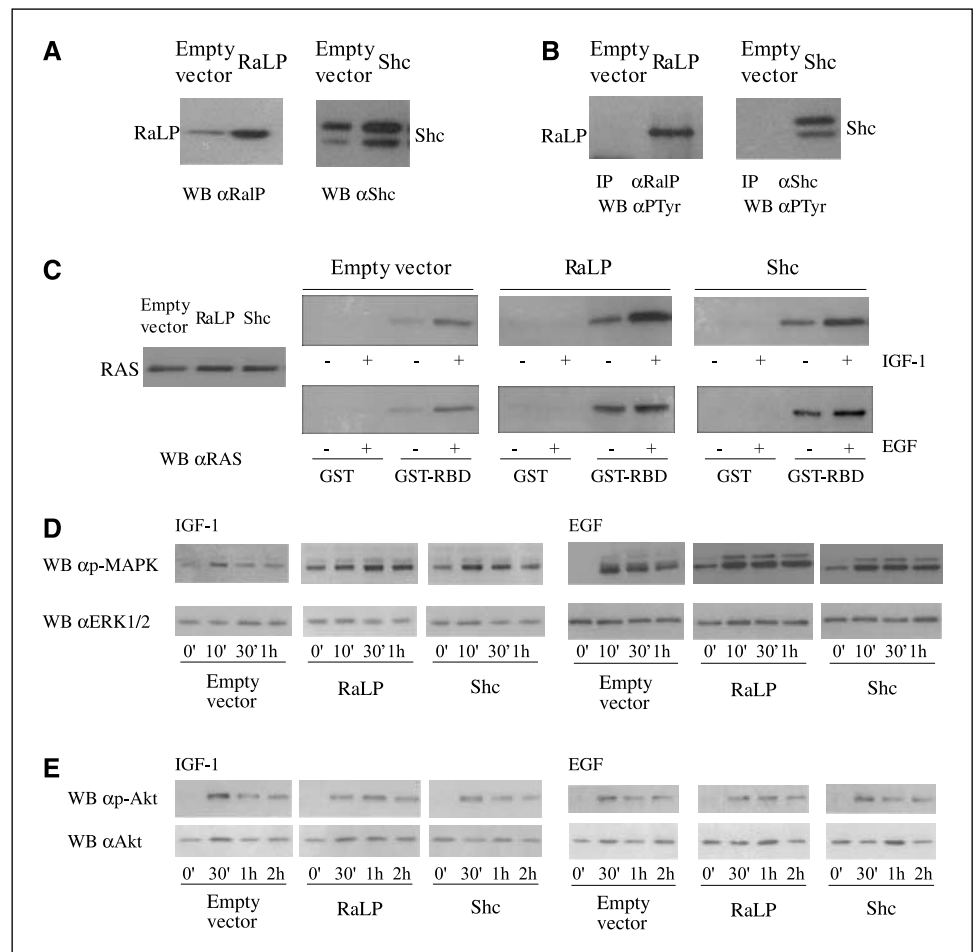 A
Empty vector RaLP
Empty vector Shc
RaLP
Shc
WB αRalP
WB αShc
B
Empty vector RaLP
Empty vector Shc
RaLP
Shc
IP αRalP
WB αPTyr
IP αShc
WB αPTyr
C
Empty vector RaLP Shc
RAS
WB αRAS
Empty vector RaLP Shc
- + - + - + - + - + - + IGF-1
- + - + - + - + - + - + EGF
GST GST-RBD GST GST-RBD GST GST-RBD
D
IGF-1 EGF
WB αp-MAPK
WB αERK1/2
0' 10' 30' 1h 0' 10' 30' 1h 0' 10' 30' 1h 0' 10' 30' 1h 0' 10' 30' 1h 0' 10' 30' 1h
Empty vector RaLP Shc Empty vector RaLP Shc
E
IGF-1 EGF
WB αp-Akt
WB αAkt
0' 30' 1h 2h 0' 30' 1h 2h 0' 30' 1h 2h 0' 30' 1h 2h 0' 30' 1h 2h 0' 30' 1h 2h
Empty vector RaLP Shc Empty vector RaLP Shc